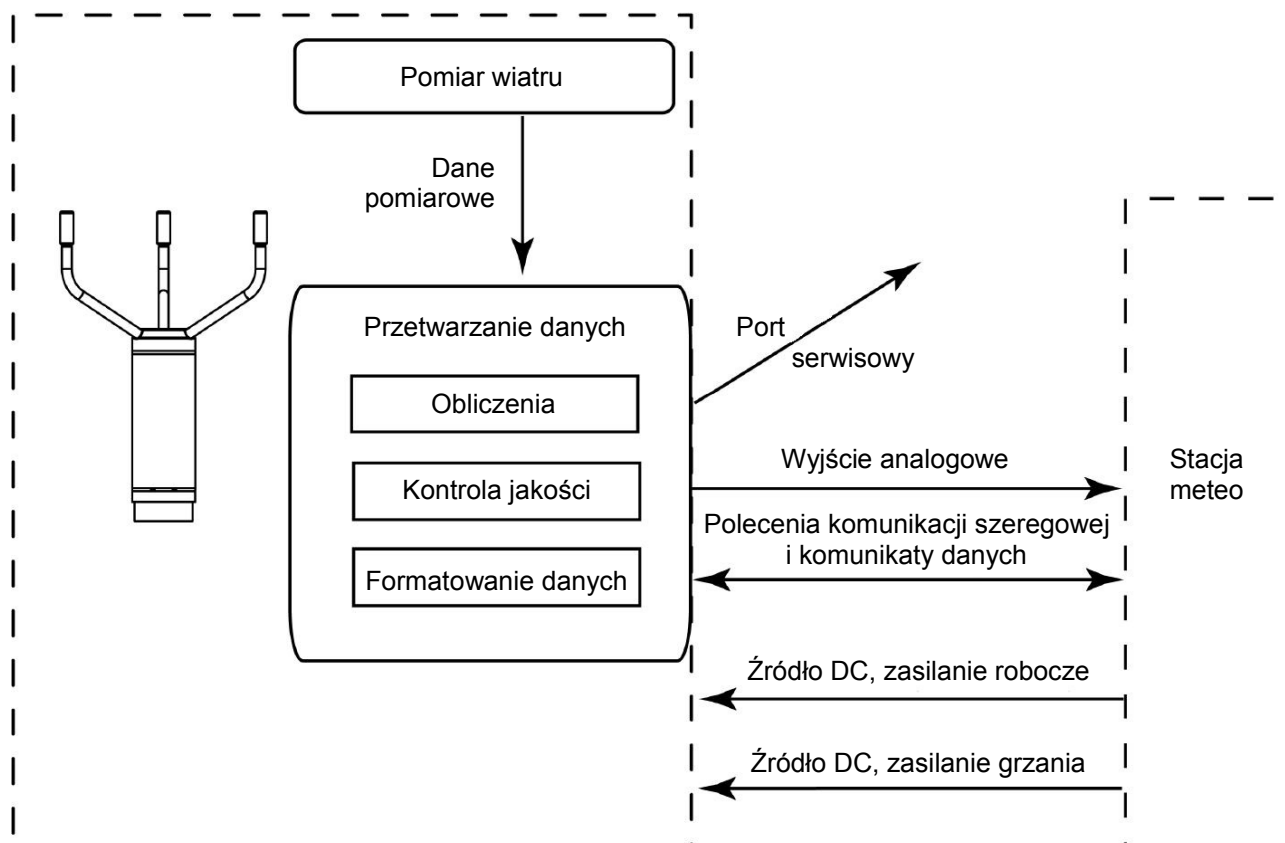 Pomiar wiatru
Dane
pomiarowe
Przetwarzanie danych
Obliczenia
Kontrola jakości
Formatowanie danych
Port
serwisowy
Wyjście analogowe
Polecenia komunikacji szeregowej
i komunikaty danych
Źródło DC, zasilanie robocze
Źródło DC, zasilanie grzania
Stacja
meteo